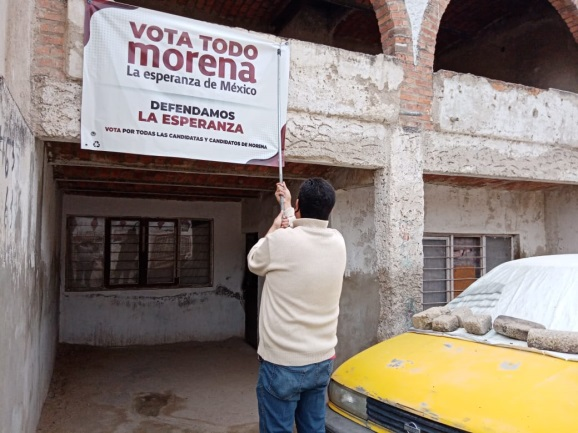 VOTA TODO
morena
La esperanza de México
DEFENDAMOS
LA ESPERANZA
VOTA POR TODAS LAS CANDIDATAS Y CANDIDATOS DE MORENA